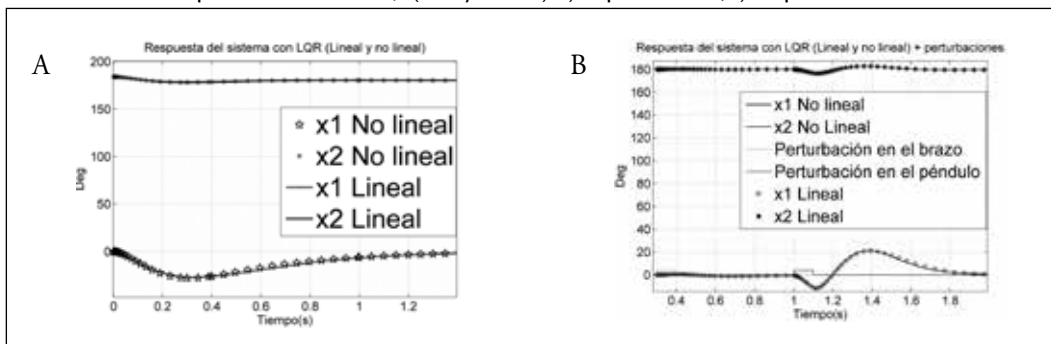 A
Respuesta del sistema con LQR (Lineal y no lineal)
200
150
100
50
0
Deg
0
0.2
0.4
0.6
0.8
1
1.2
Tiempo(s)
x1 No lineal
x2 No lineal
x1 Lineal
x2 Lineal
B
Respuesta del sistema con LQR (Lineal y no lineal) + perturbaciones
180
160
140
120
100
80
60
40
20
0
Deg
0.4
0.6
0.8
1
1.2
1.4
1.6
1.8
Tiempo(s)
x1 No lineal
x2 No Lineal
Perturbación en el brazo
Perturbación en el péndulo
x1 Lineal
x2 Lineal